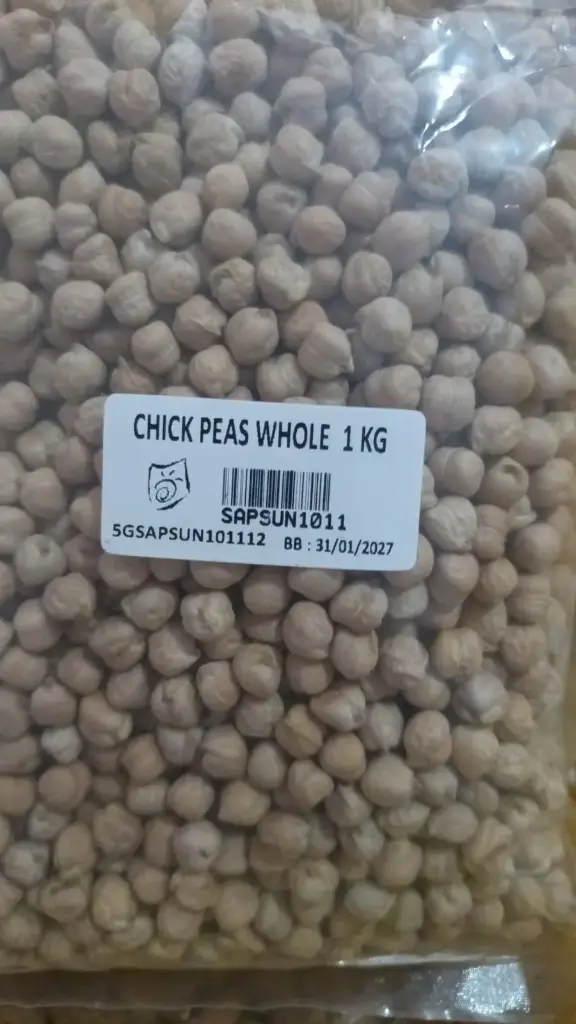 CHICK PEAS WHOLE 1 KG
SAPSUN1011
5GSAPSUN101112 BB : 31/01/2027